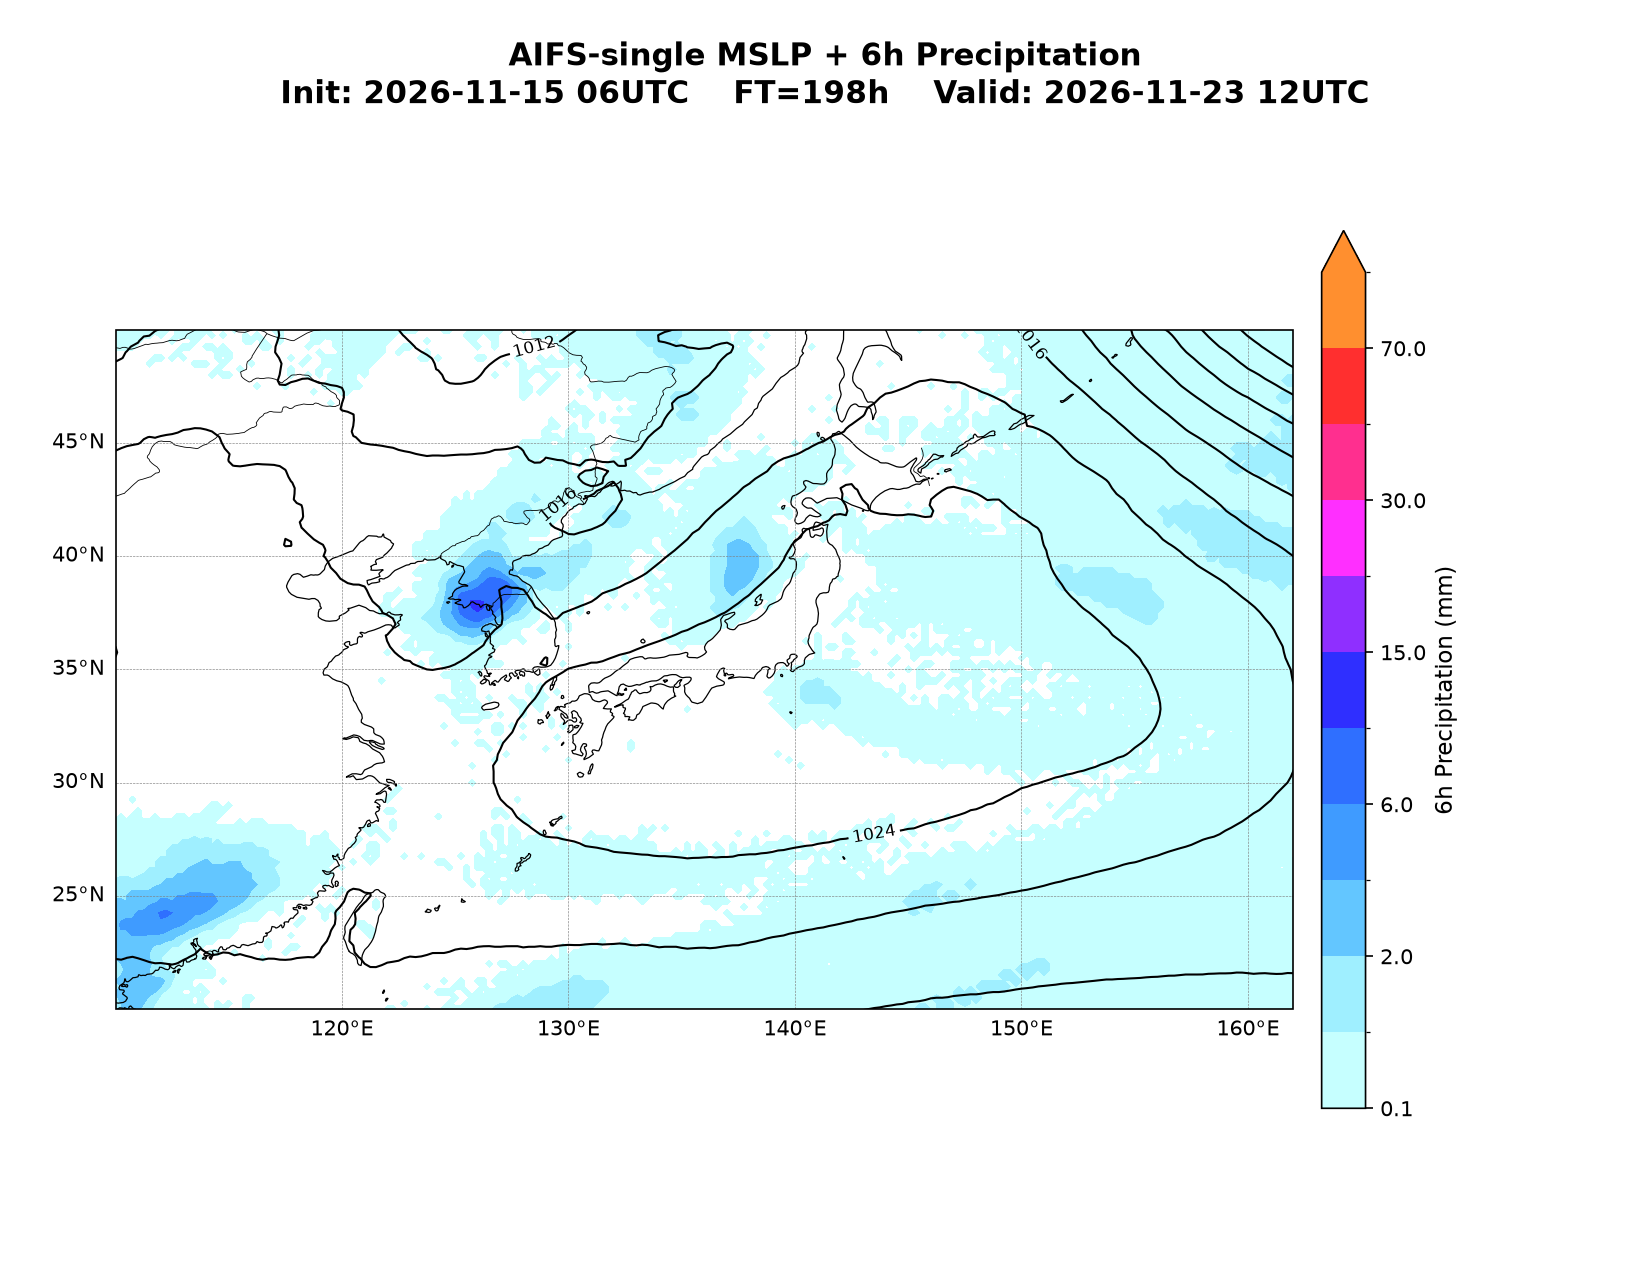 AIFS-single MSLP + 6h Precipitation
Init: 2026-11-15 06UTC    FT=198h    Valid: 2026-11-23 12UTC
1012
1016
1016
1024
45°N
40°N
35°N
30°N
25°N
120°E
130°E
140°E
150°E
160°E
70.0
30.0
15.0
6.0
2.0
0.1
6h Precipitation (mm)